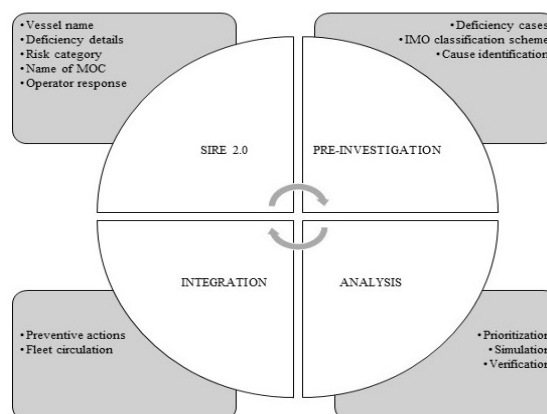 • Vessel name
• Deficiency details
• Risk category
• Name of MOC
• Operator response
• Deficiency cases
• IMO classification scheme
• Cause identification
SIRE 2.0
PRE-INVESTIGATION
INTEGRATION
ANALYSIS
• Preventive actions
• Fleet circulation
• Prioritization
• Simulation
• Verification